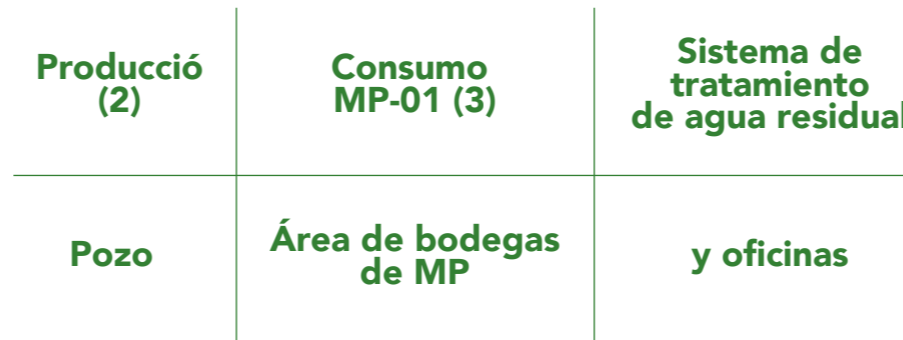 Producció
(2)
Consumo
MP-01 (3)
Sistema de
tratamiento
de agua residual
Pozo
Área de bodegas
de MP
y oficinas